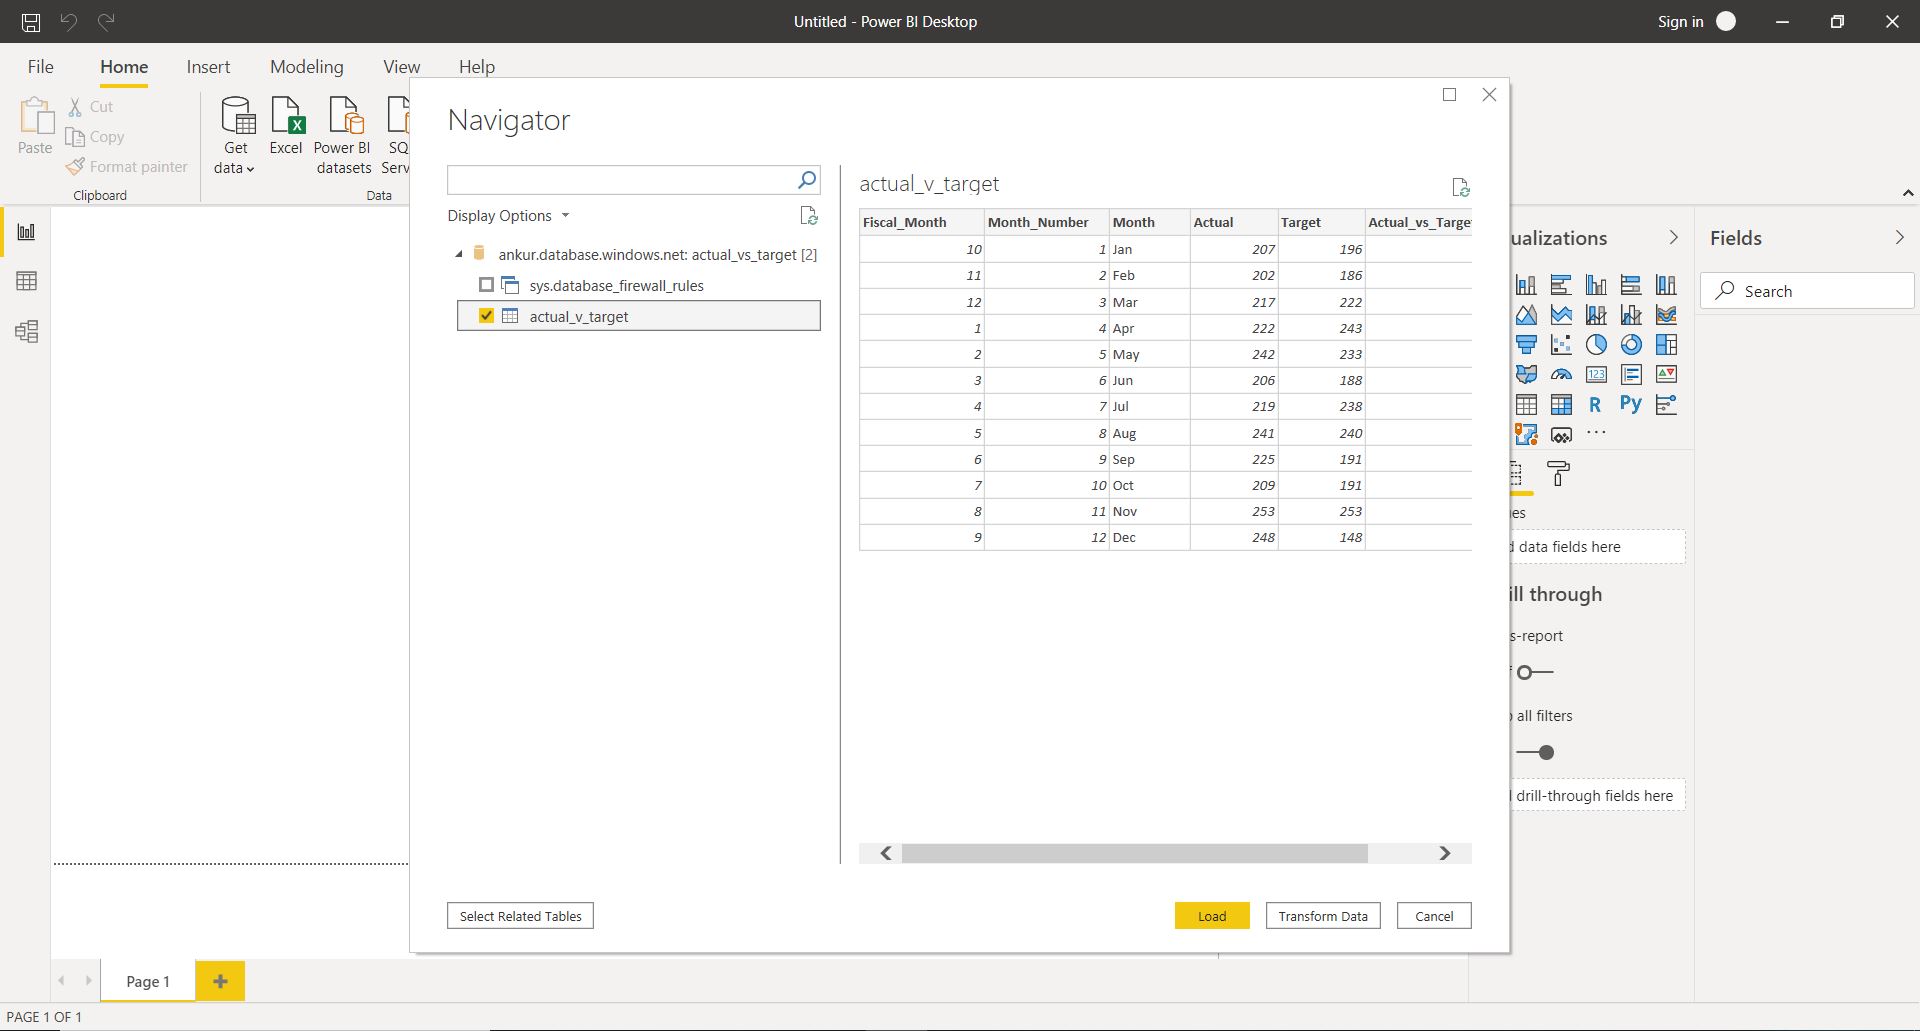 Untitled - Power BI Desktop
Sign in
File Home Insert Modeling View Help
Paste
Cut
Copy
Format painter
Clipboard
Get data
Excel
Power BI datasets
SQ
Serv
Data
Navigator
Display Options
ankur.database.windows.net: actual_vs_target [2]
sys.database_firewall_rules
actual_v_target
actual_v_target
Fiscal_Month Month_Number Month Actual Target Actual_vs_Target
10 1 Jan 207 196
11 2 Feb 202 186
12 3 Mar 217 222
1 4 Apr 222 243
2 5 May 242 233
3 6 Jun 206 188
4 7 Jul 219 238
5 8 Aug 241 240
6 9 Sep 225 191
7 10 Oct 209 191
8 11 Nov 253 253
9 12 Dec 248 148
Select Related Tables
Load
Transform Data
Cancel
ualizations
123
R
Py
es
d data fields here
ill through
s-report
all filters
drill-through fields here
Fields
Search
Page 1
PAGE 1 OF 1